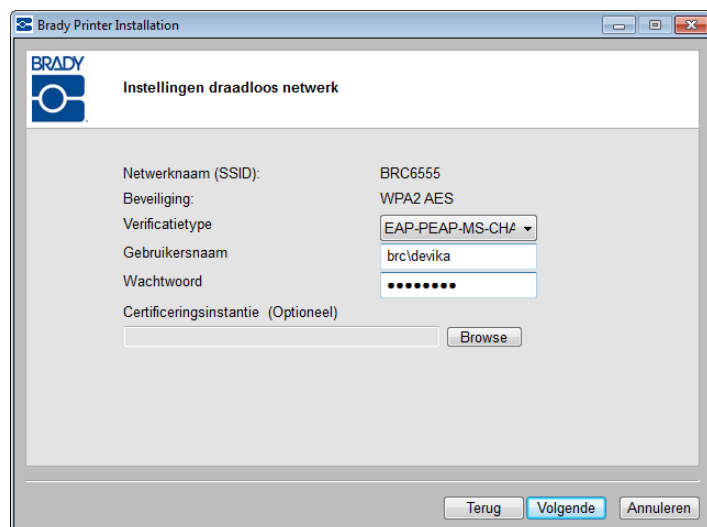 Brady Printer Installation
BRADY
Instellingen draadloos netwerk
Netwerknaam (SSID): BRC6555
Beveiliging: WPA2 AES
Verificatietype EAP-PEAP-MS-CHA
Gebruikersnaam brc\devika
Wachtwoord ••••••••
Certificeringsinstantie (Optioneel)
Browse
Terug Volgende Annuleren